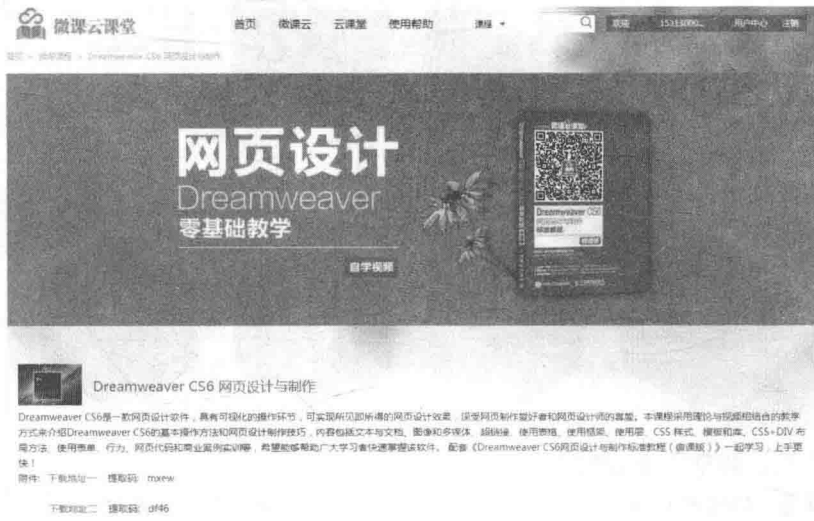 微课云课堂
首页 微课云 云课堂 使用帮助 课程
欢迎 用户中心 注销
网页设计
Dreamweaver
零基础教学
自学视频
Dreamweaver CS6
Dreamweaver CS6 网页设计与制作
Dreamweaver CS6是一款网页设计软件，具有可视化的操作环节，可实现所见即所得的网页设计效果，深受网页制作爱好者和网页设计师的喜爱。本课程采用理论与视频相结合的教学
方式来介绍Dreamweaver CS6的基本操作方法和网页设计制作技巧，内容包括文本与文档、图像和多媒体、超链接、使用表格、使用框架、使用层、CSS 样式、模板和库、CSS+DIV 布
局方法、使用表单、行为、网页代码和商业案例实训等，希望能够帮助广大学习者快速掌握该软件。 配套《Dreamweaver CS6网页设计与制作标准教程（微课版）》一起学习，上手更
快！
附件: 下载地址一 提取码: mxew
下载地址二 提取码: df46